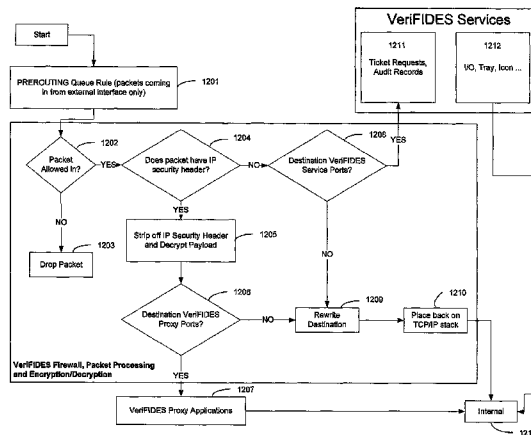 VeriFIDES Services
Start
1211
1212
Ticket Requests,
Audit Records
I/O, Tray, Icon ...
PREROUTING Queue Rule (packets coming
in from external interface only)
1201
1202
1204
1206
Packet
Allowed In?
YES
Does packet have IP
security header?
NO
Destination VeriFIDES
Service Ports?
YES
NO
YES
NO
1203
Drop Packet
1205
Strip off IP Security Header
and Decrypt Payload
1208
1209
1210
Destination VeriFIDES
Proxy Ports?
NO
Rewrite
Destination
Place back on
TCP/IP stack
VeriFIDES Firewall, Packet Processing
and Encryption/Decryption
YES
1207
VeriFIDES Proxy Applications
Internal